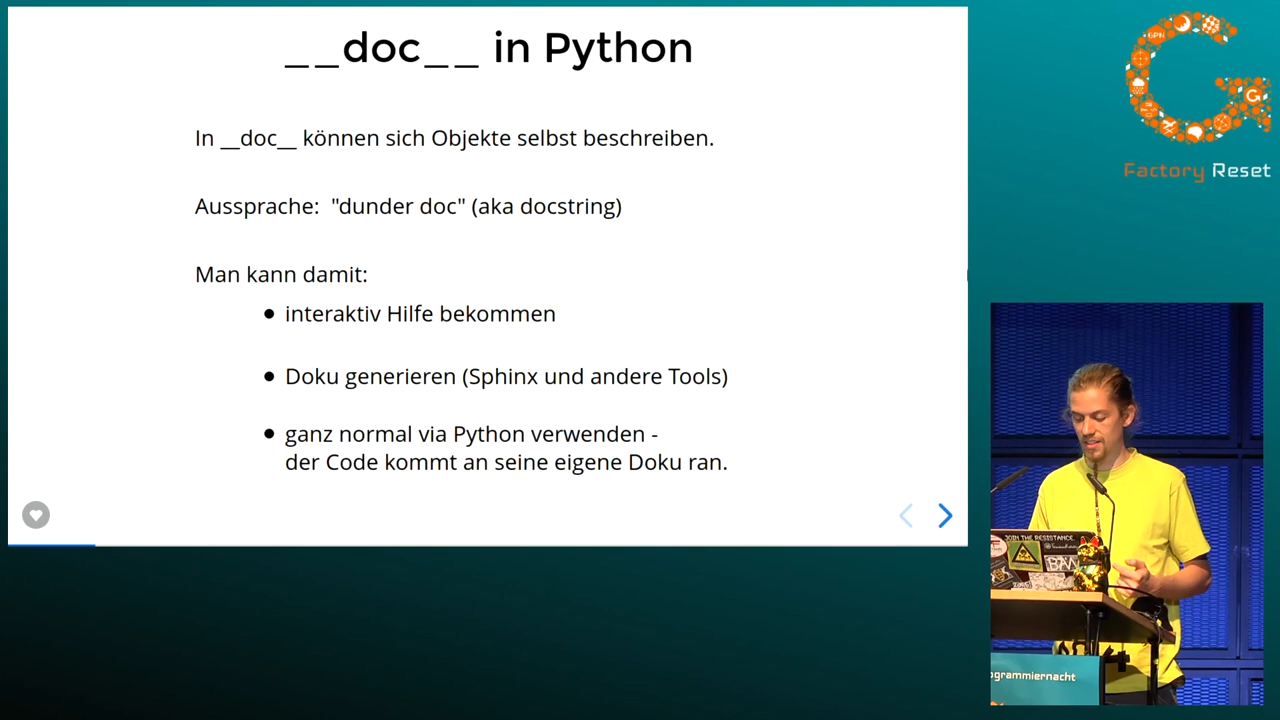 __doc__ in Python
In __doc__ können sich Objekte selbst beschreiben.
Aussprache: "dunder doc" (aka docstring)
Man kann damit:
• interaktiv Hilfe bekommen
• Doku generieren (Sphinx und andere Tools)
• ganz normal via Python verwenden -
der Code kommt an seine eigene Doku ran.
GPN
Factory Reset
JOIN THE RESISTANCE.
ogrammiernacht